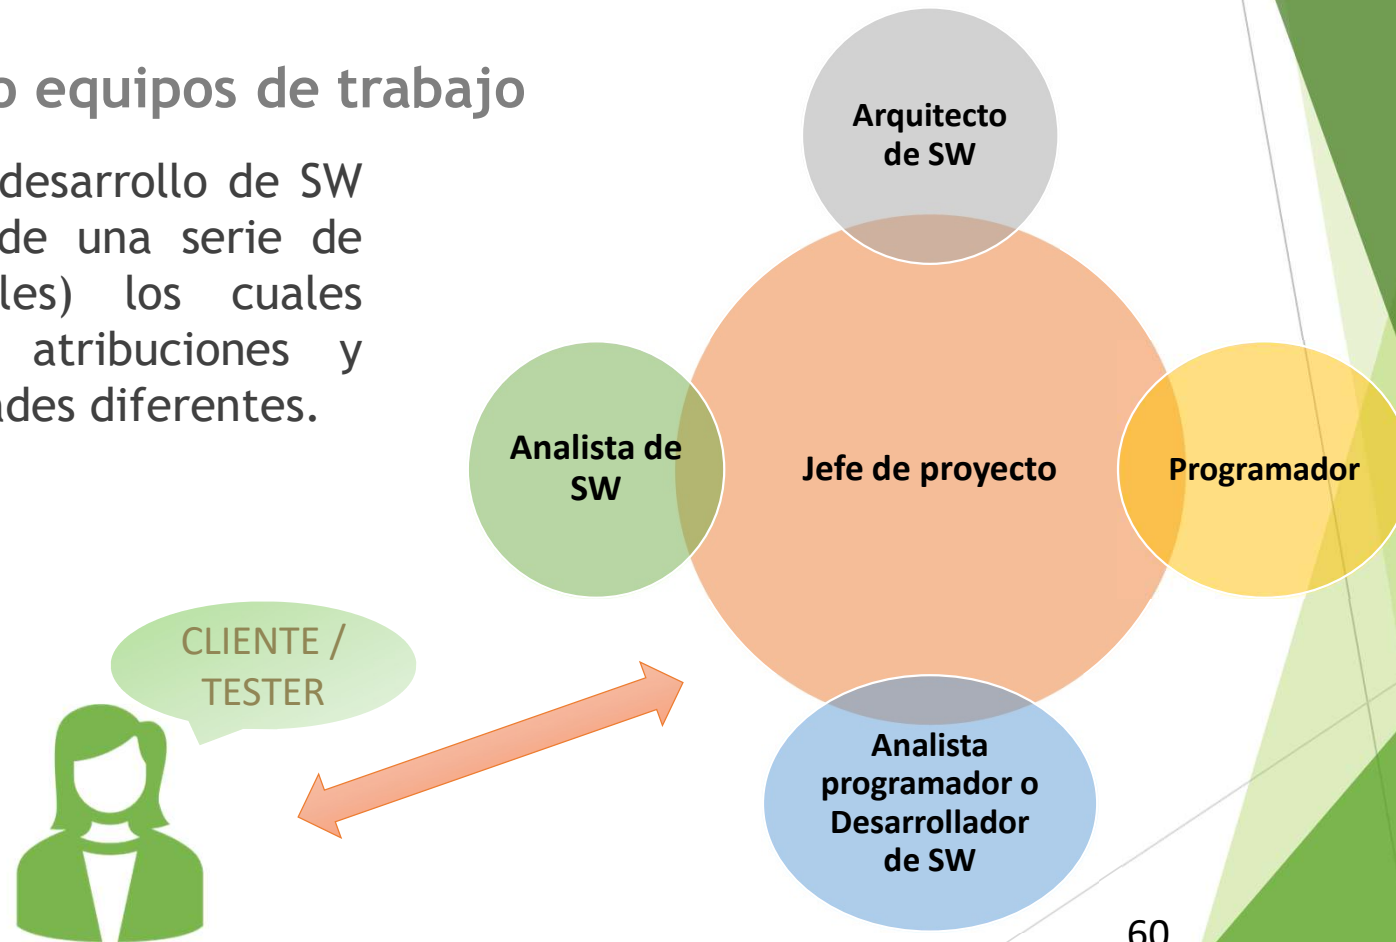 o equipos de trabajo
desarrollo de SW
de una serie de
les) los cuales
atribuciones y
ades diferentes.
Arquitecto
de SW
Analista de
SW
Jefe de proyecto
Programador
Analista
programador o
Desarrollador
de SW
CLIENTE /
TESTER
60